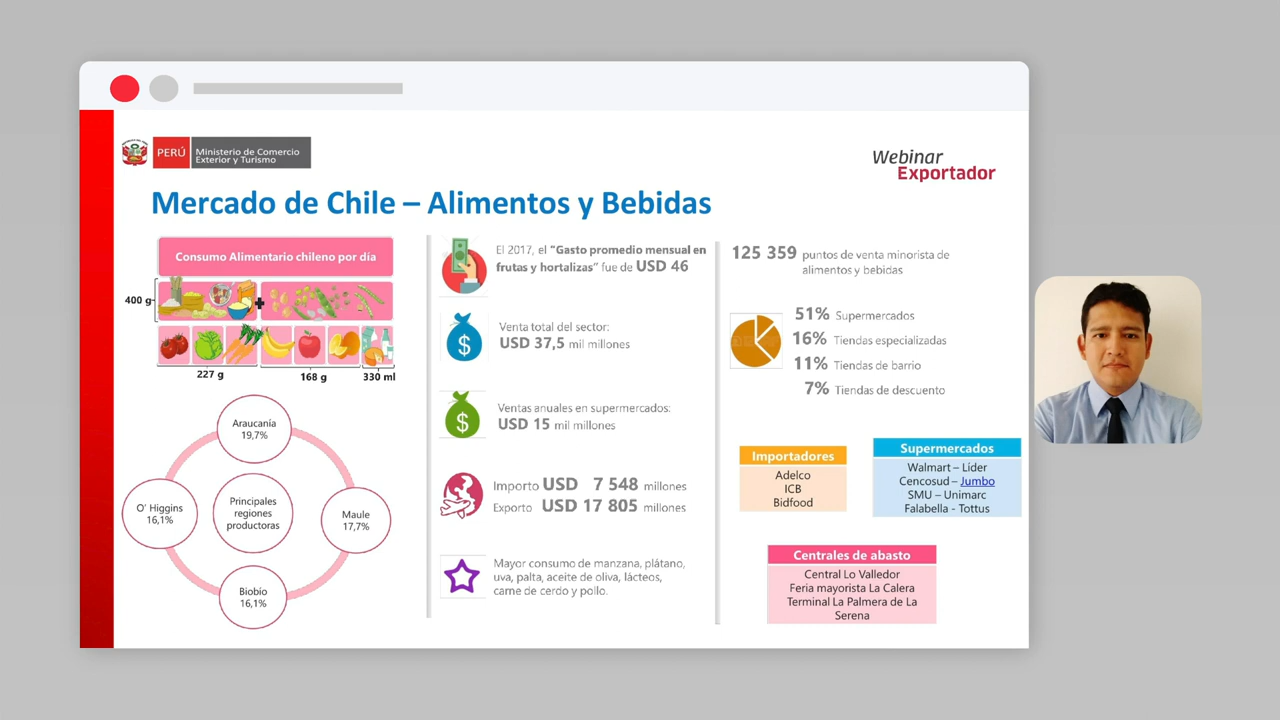 PERÚ
Ministerio de Comercio
Exterior y Turismo
Webinar
Exportador
Mercado de Chile – Alimentos y Bebidas
Consumo Alimentario chileno por día
400 g
227 g
168 g
330 ml
Araucanía
19,7%
O' Higgins
16,1%
Principales
regiones
productoras
Maule
17,7%
Biobío
16,1%
El 2017, el “Gasto promedio mensual en
frutas y hortalizas” fue de USD 46
Venta total del sector:
USD 37,5 mil millones
Ventas anuales en supermercados:
USD 15 mil millones
Importo USD 7 548 millones
Exporto USD 17 805 millones
Mayor consumo de manzana, plátano,
uva, palta, aceite de oliva, lácteos,
carne de cerdo y pollo.
125 359 puntos de venta minorista de
alimentos y bebidas
51% Supermercados
16% Tiendas especializadas
11% Tiendas de barrio
7% Tiendas de descuento
Importadores
Adelco
ICB
Bidfood
Supermercados
Walmart – Lider
Cencosud – Jumbo
SMU – Unimarc
Falabella - Tottus
Centrales de abasto
Central Lo Valledor
Feria mayorista La Calera
Terminal La Palmera de La
Serena